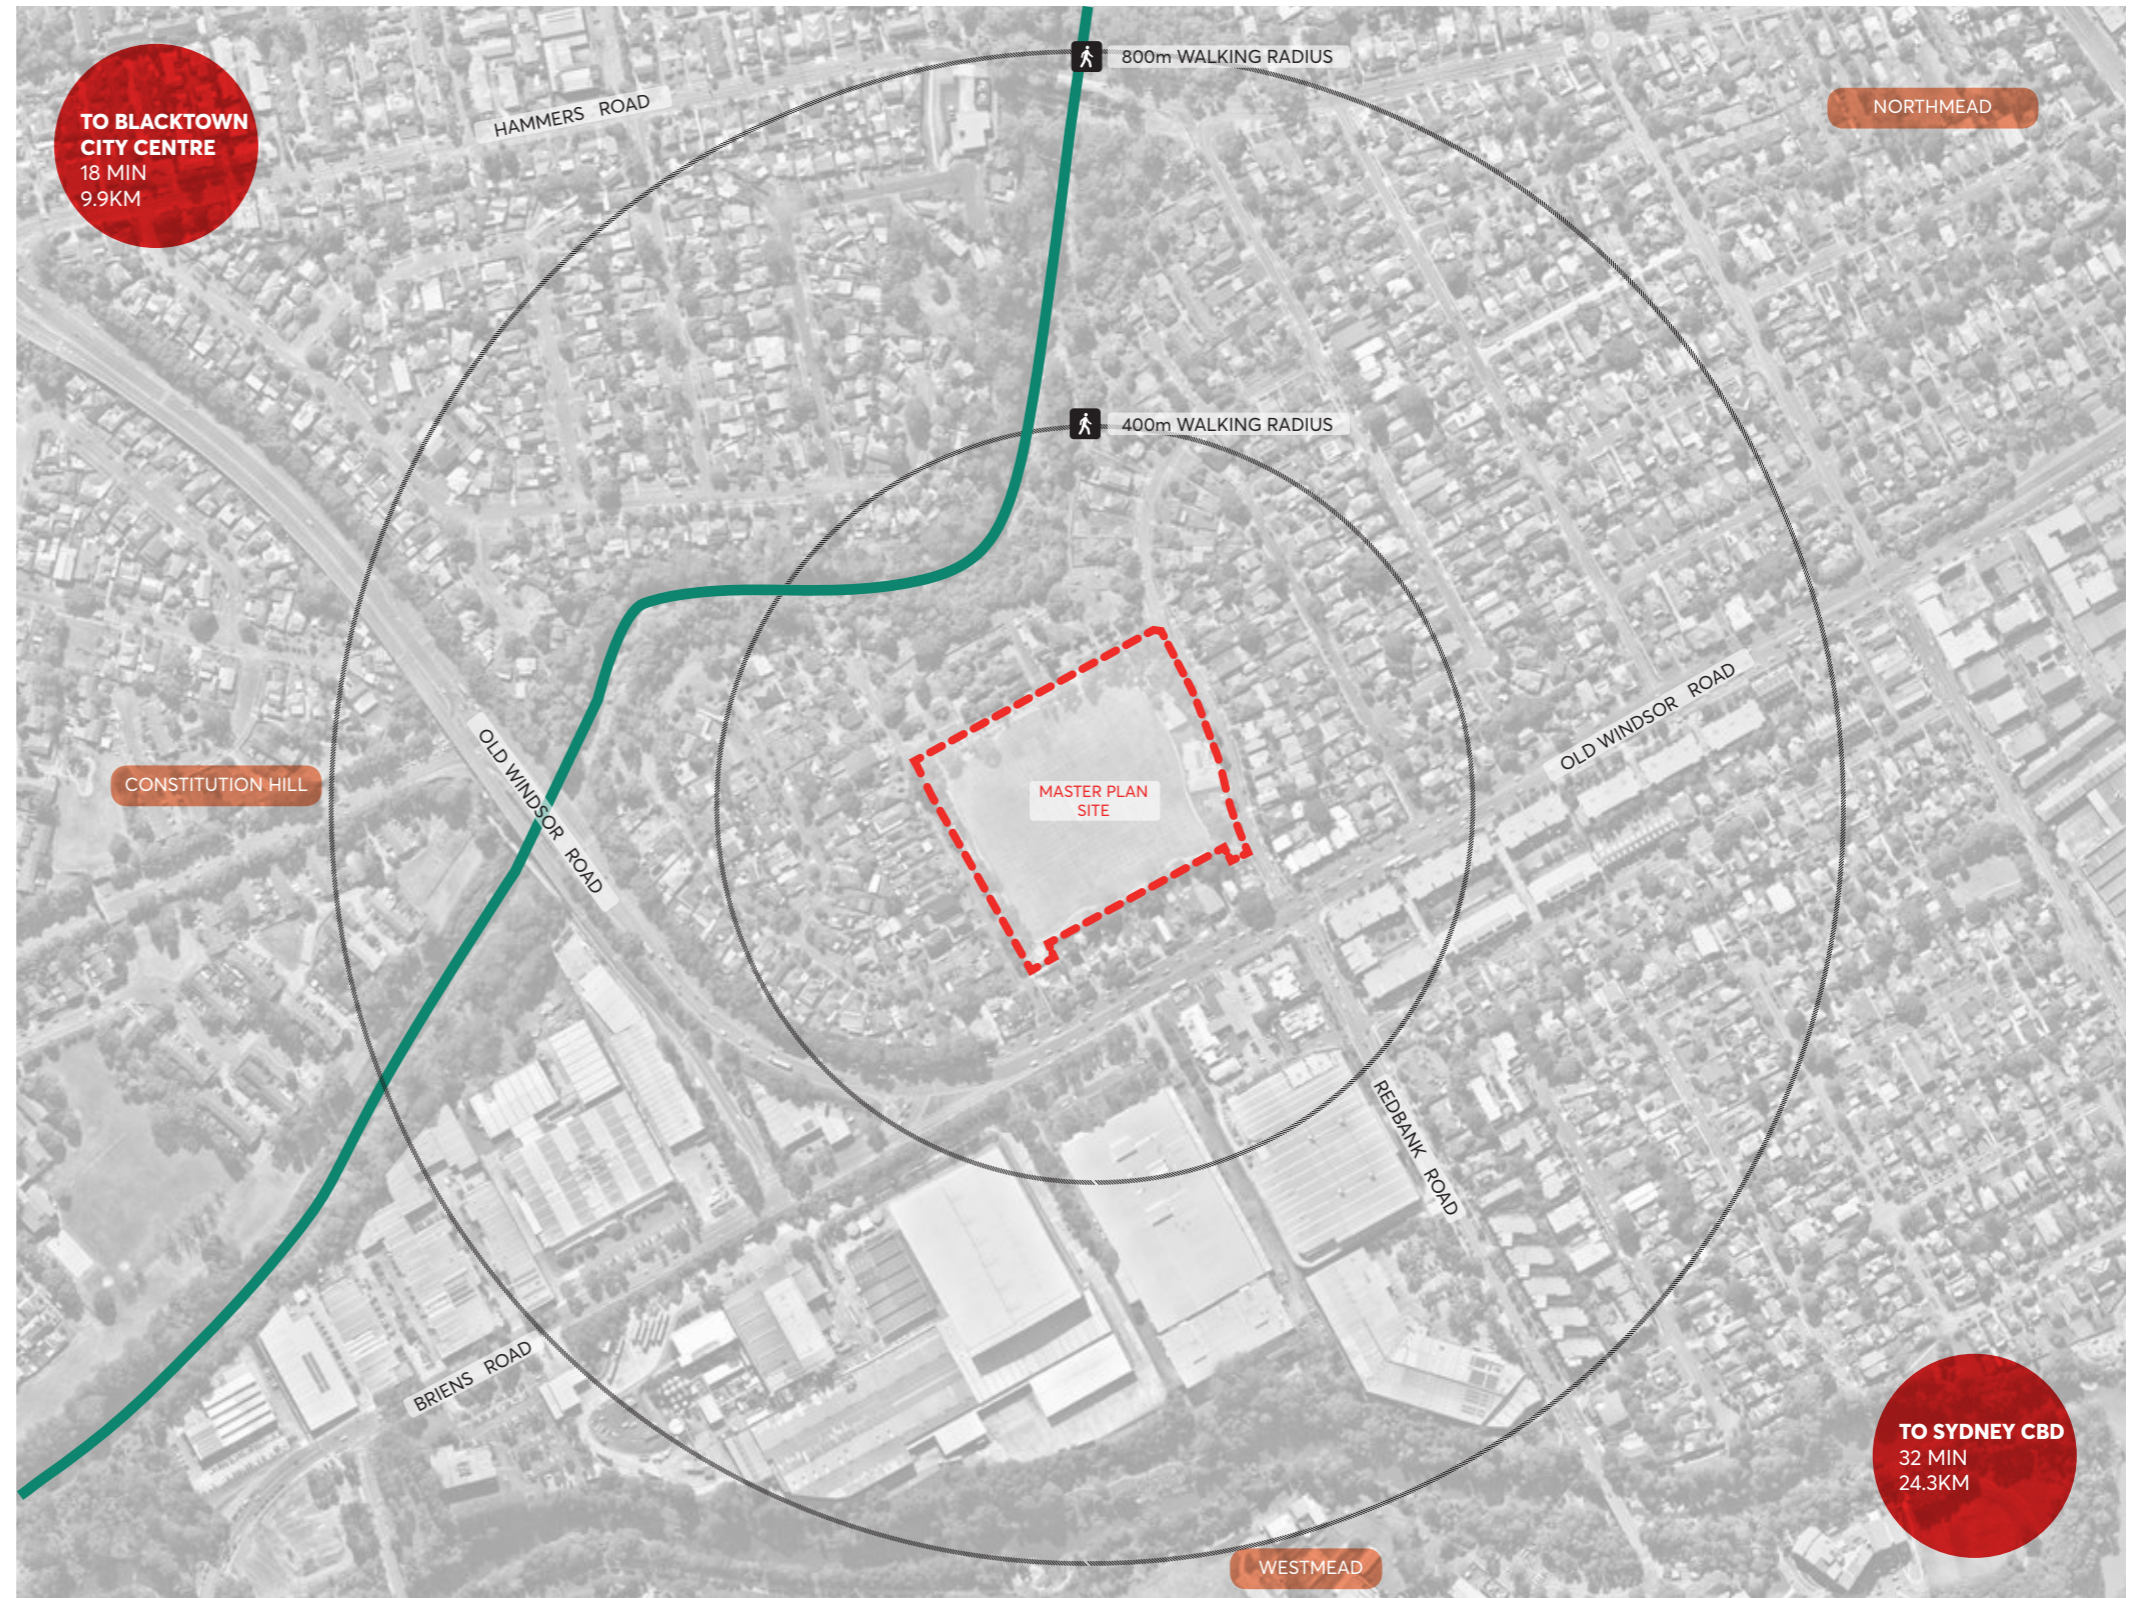 800m WALKING RADIUS
HAMMERS ROAD
NORTHMEAD
TO BLACKTOWN
CITY CENTRE
18 MIN
9.9KM
400m WALKING RADIUS
OLD WINDSOR ROAD
OLD WINDSOR ROAD
CONSTITUTION HILL
MASTER PLAN
SITE
REDBANK ROAD
BRIENS ROAD
TO SYDNEY CBD
32 MIN
24.3KM
WESTMEAD